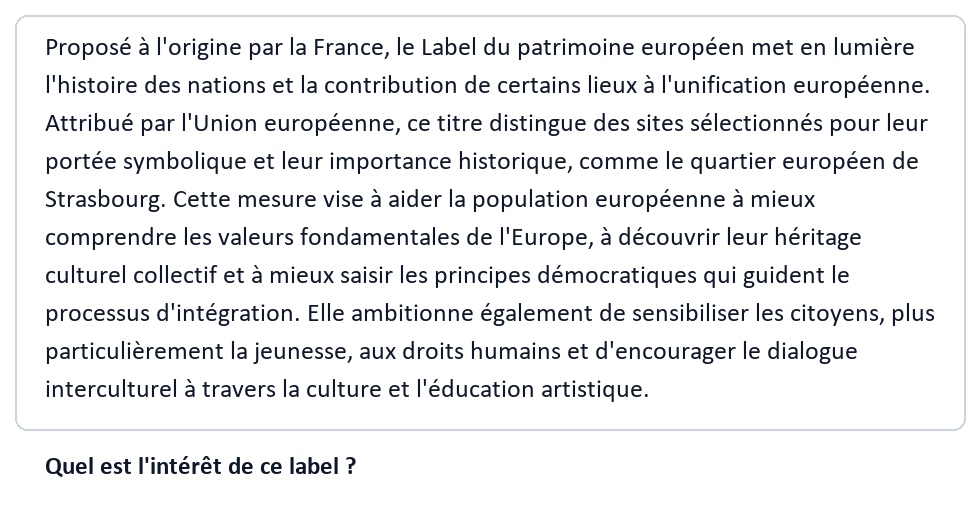 Proposé à l'origine par la France, le Label du patrimoine européen met en lumière
l'histoire des nations et la contribution de certains lieux à l'unification européenne.
Attribué par l'Union européenne, ce titre distingue des sites sélectionnés pour leur
portée symbolique et leur importance historique, comme le quartier européen de
Strasbourg. Cette mesure vise à aider la population européenne à mieux
comprendre les valeurs fondamentales de l'Europe, à découvrir leur héritage
culturel collectif et à mieux saisir les principes démocratiques qui guident le
processus d'intégration. Elle ambitionne également de sensibiliser les citoyens, plus
particulièrement la jeunesse, aux droits humains et d'encourager le dialogue
interculturel à travers la culture et l'éducation artistique.
Quel est l'intérêt de ce label ?